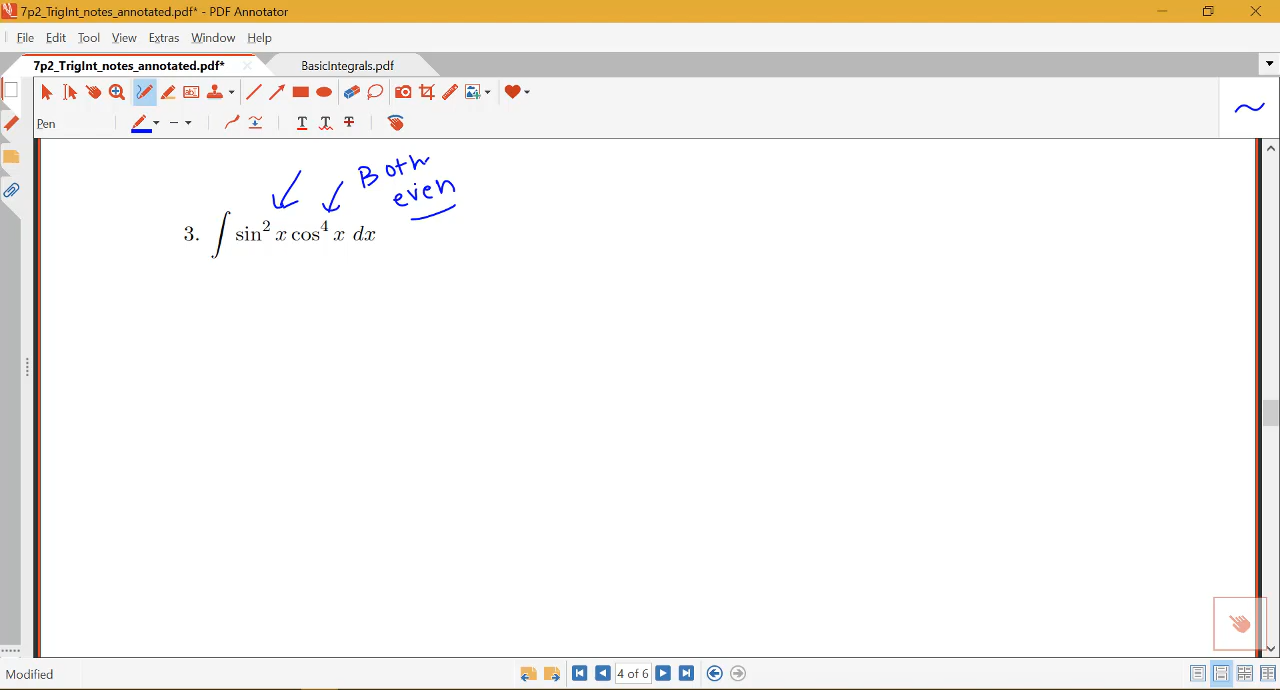 7p2_TrigInt_notes_annotated.pdf* - PDF Annotator
File Edit Tool View Extras Window Help
7p2_TrigInt_notes_annotated.pdf* BasicIntegrals.pdf
Pen
Both
even
3. ∫ sin² x cos⁴ x dx
Modified
4 of 6